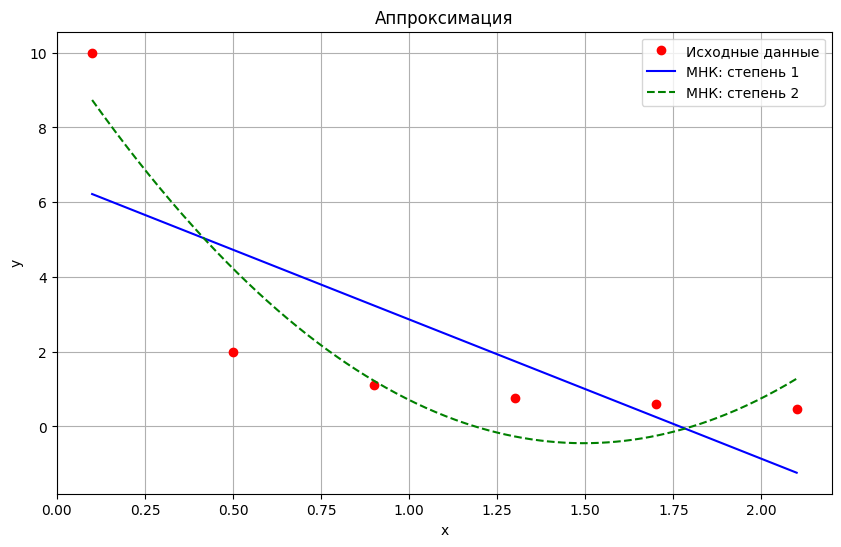 Аппроксимация
Исходные данные
МНК: степень 1
МНК: степень 2
y
10
8
6
4
2
0
0.00 0.25 0.50 0.75 1.00 1.25 1.50 1.75 2.00
x